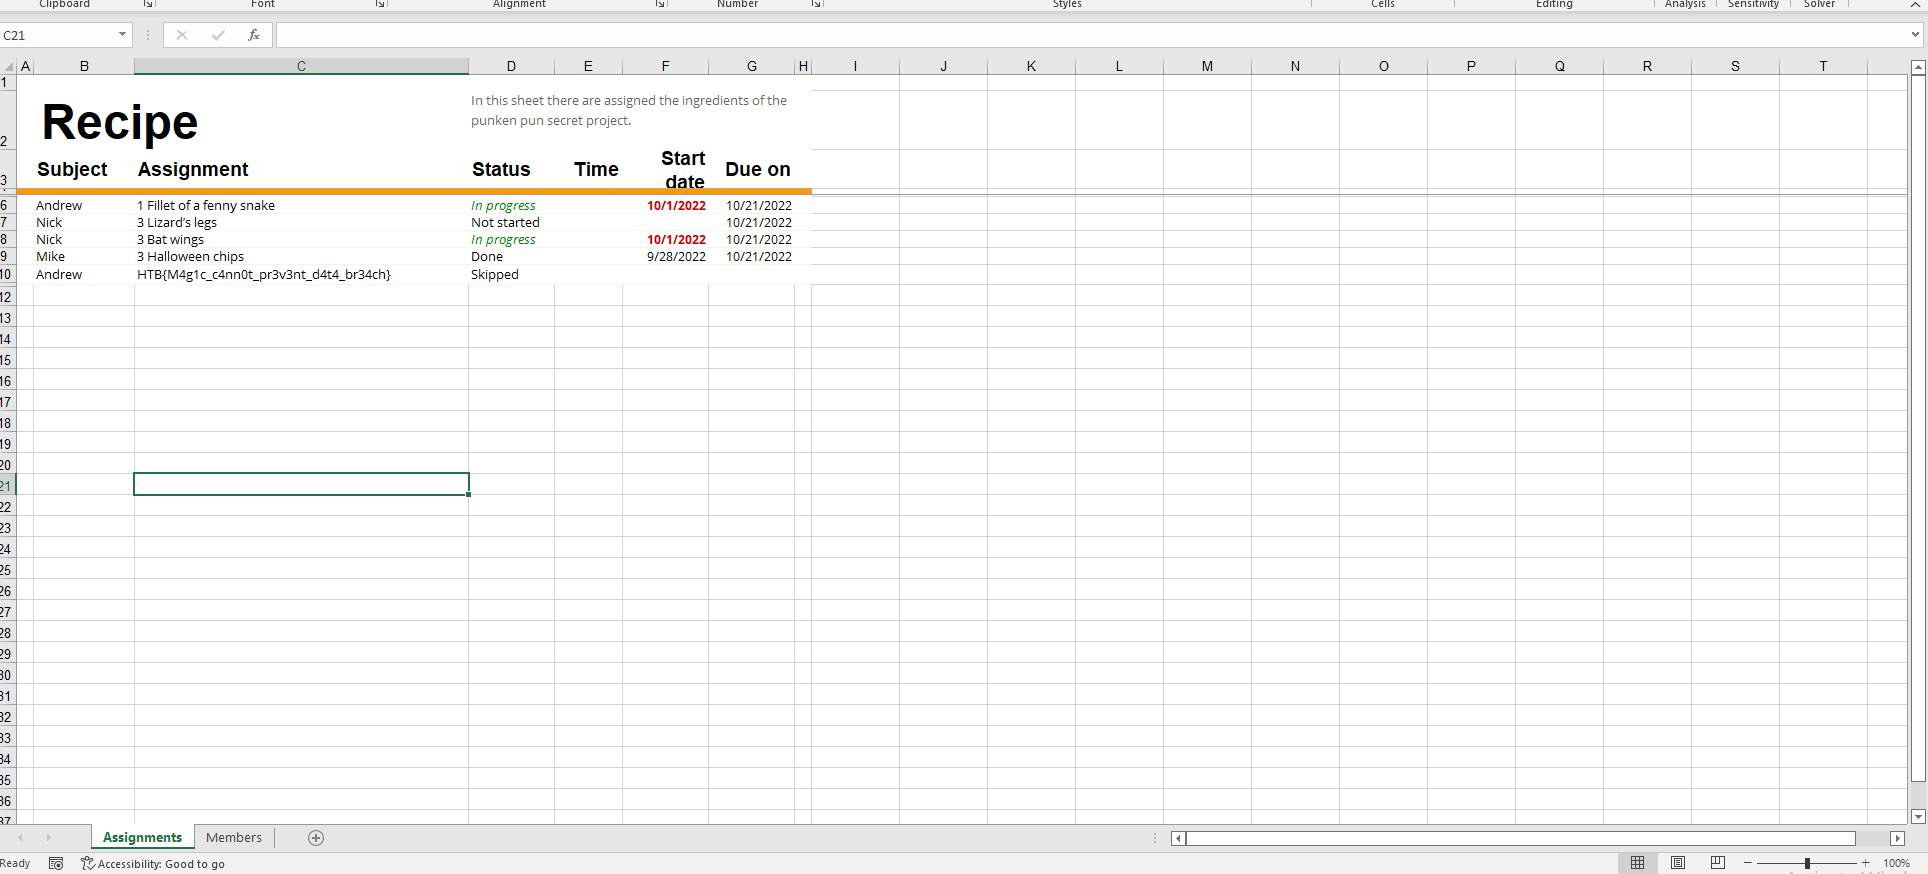 Clipboard Font Alignment Number Styles Cells Editing Analysis Sensitivity Solver
C21 fx
A B C D E F G H I J K L M N O P Q R S T
1
Recipe
In this sheet there are assigned the ingredients of the
punken pun secret project.
2
Subject Assignment Status Time Start date Due on
3
6 Andrew 1 Fillet of a fenny snake In progress 10/1/2022 10/21/2022
7 Nick 3 Lizard’s legs Not started 10/21/2022
8 Nick 3 Bat wings In progress 10/1/2022 10/21/2022
9 Mike 3 Halloween chips Done 9/28/2022 10/21/2022
10 Andrew HTB{M4g1c_c4nn0t_pr3v3nt_d4t4_br34ch} Skipped
12
13
14
15
16
17
18
19
20
21
22
23
24
25
26
27
28
29
30
31
32
33
34
35
36
37
Assignments Members
Ready Accessibility: Good to go 100%